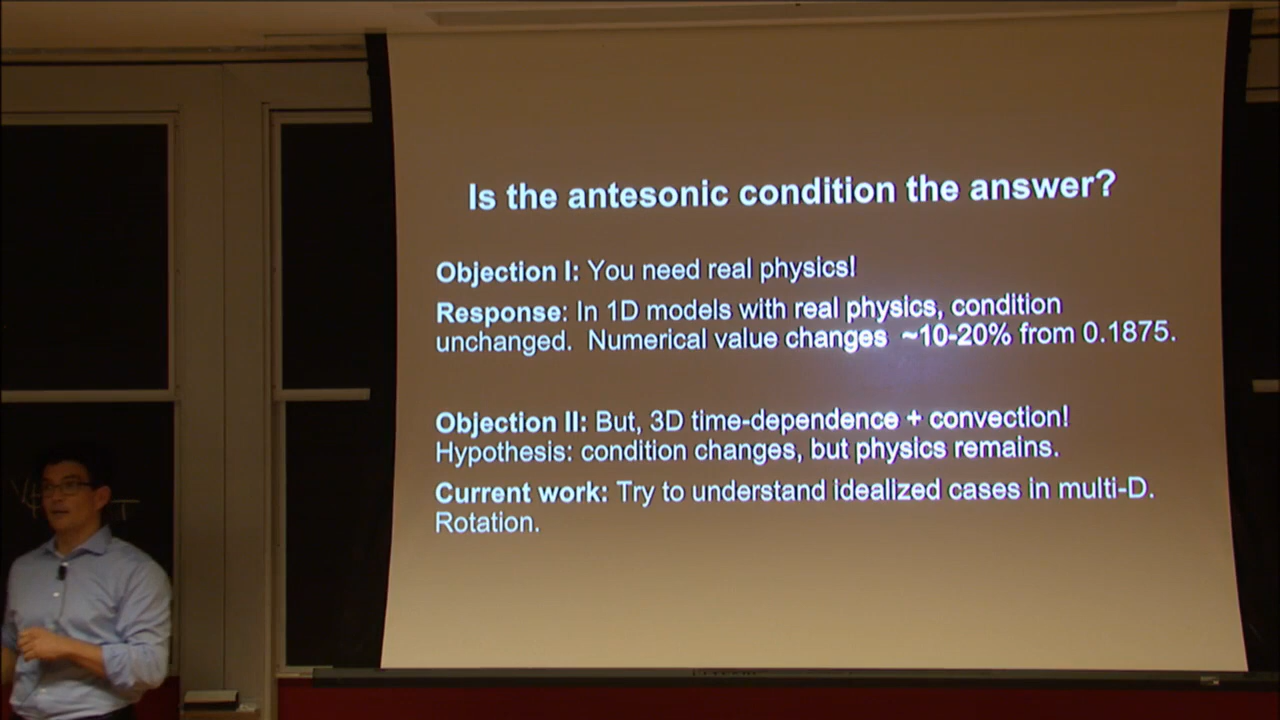 Is the antesonic condition the answer?
Objection I: You need real physics!
Response: In 1D models with real physics, condition
unchanged. Numerical value changes ~10-20% from 0.1875.
Objection II: But, 3D time-dependence + convection!
Hypothesis: condition changes, but physics remains.
Current work: Try to understand idealized cases in multi-D.
Rotation.